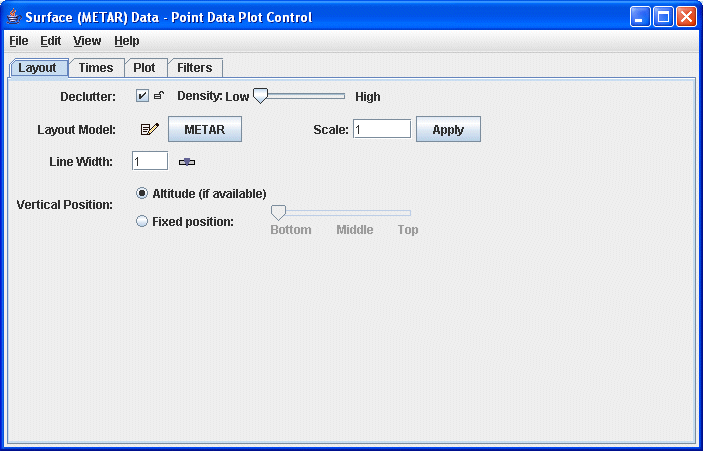 Surface (METAR) Data - Point Data Plot Control
File Edit View Help
Layout Times Plot Filters
Declutter: Density: Low High
Layout Model: METAR Scale: 1 Apply
Line Width: 1
Vertical Position:
Altitude (if available)
Fixed position:
Bottom Middle Top